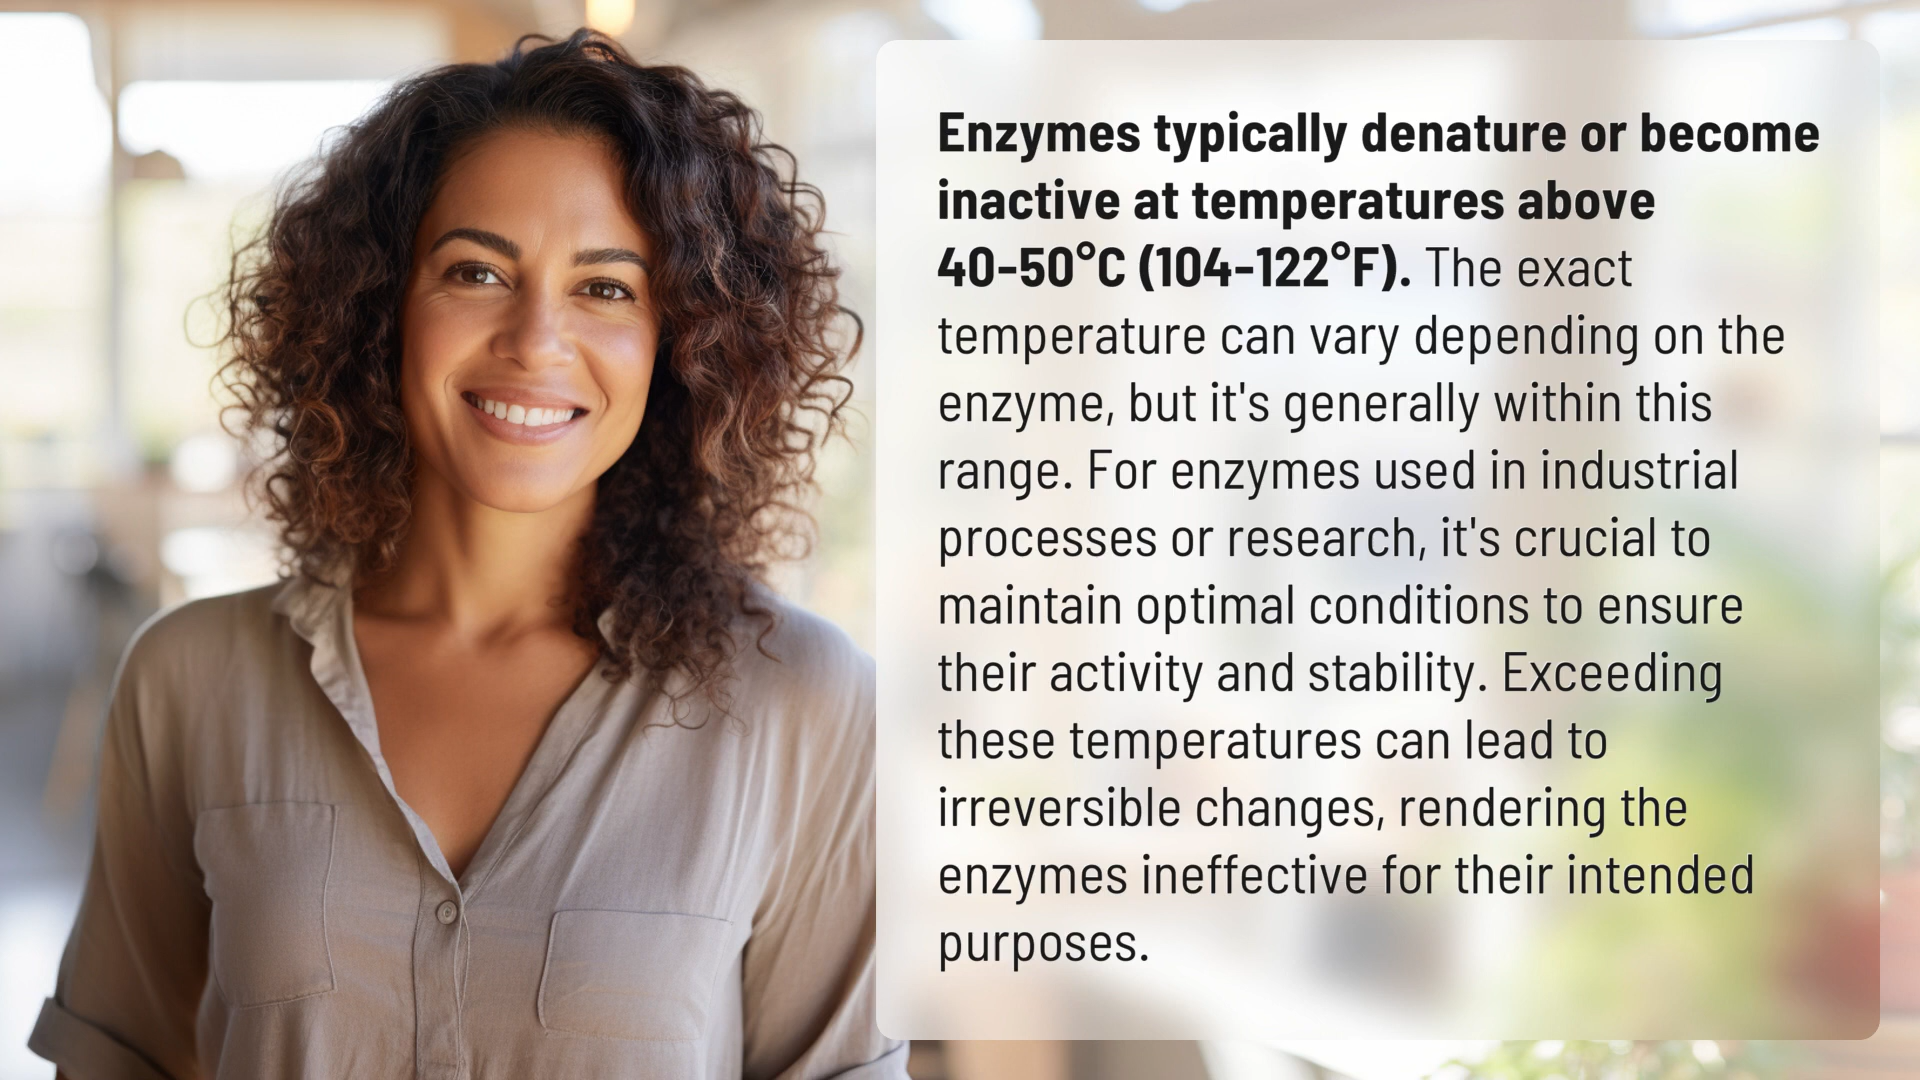 Enzymes typically denature or become
inactive at temperatures above
40-50°C (104-122°F). The exact
temperature can vary depending on the
enzyme, but it's generally within this
range. For enzymes used in industrial
processes or research, it's crucial to
maintain optimal conditions to ensure
their activity and stability. Exceeding
these temperatures can lead to
irreversible changes, rendering the
enzymes ineffective for their intended
purposes.